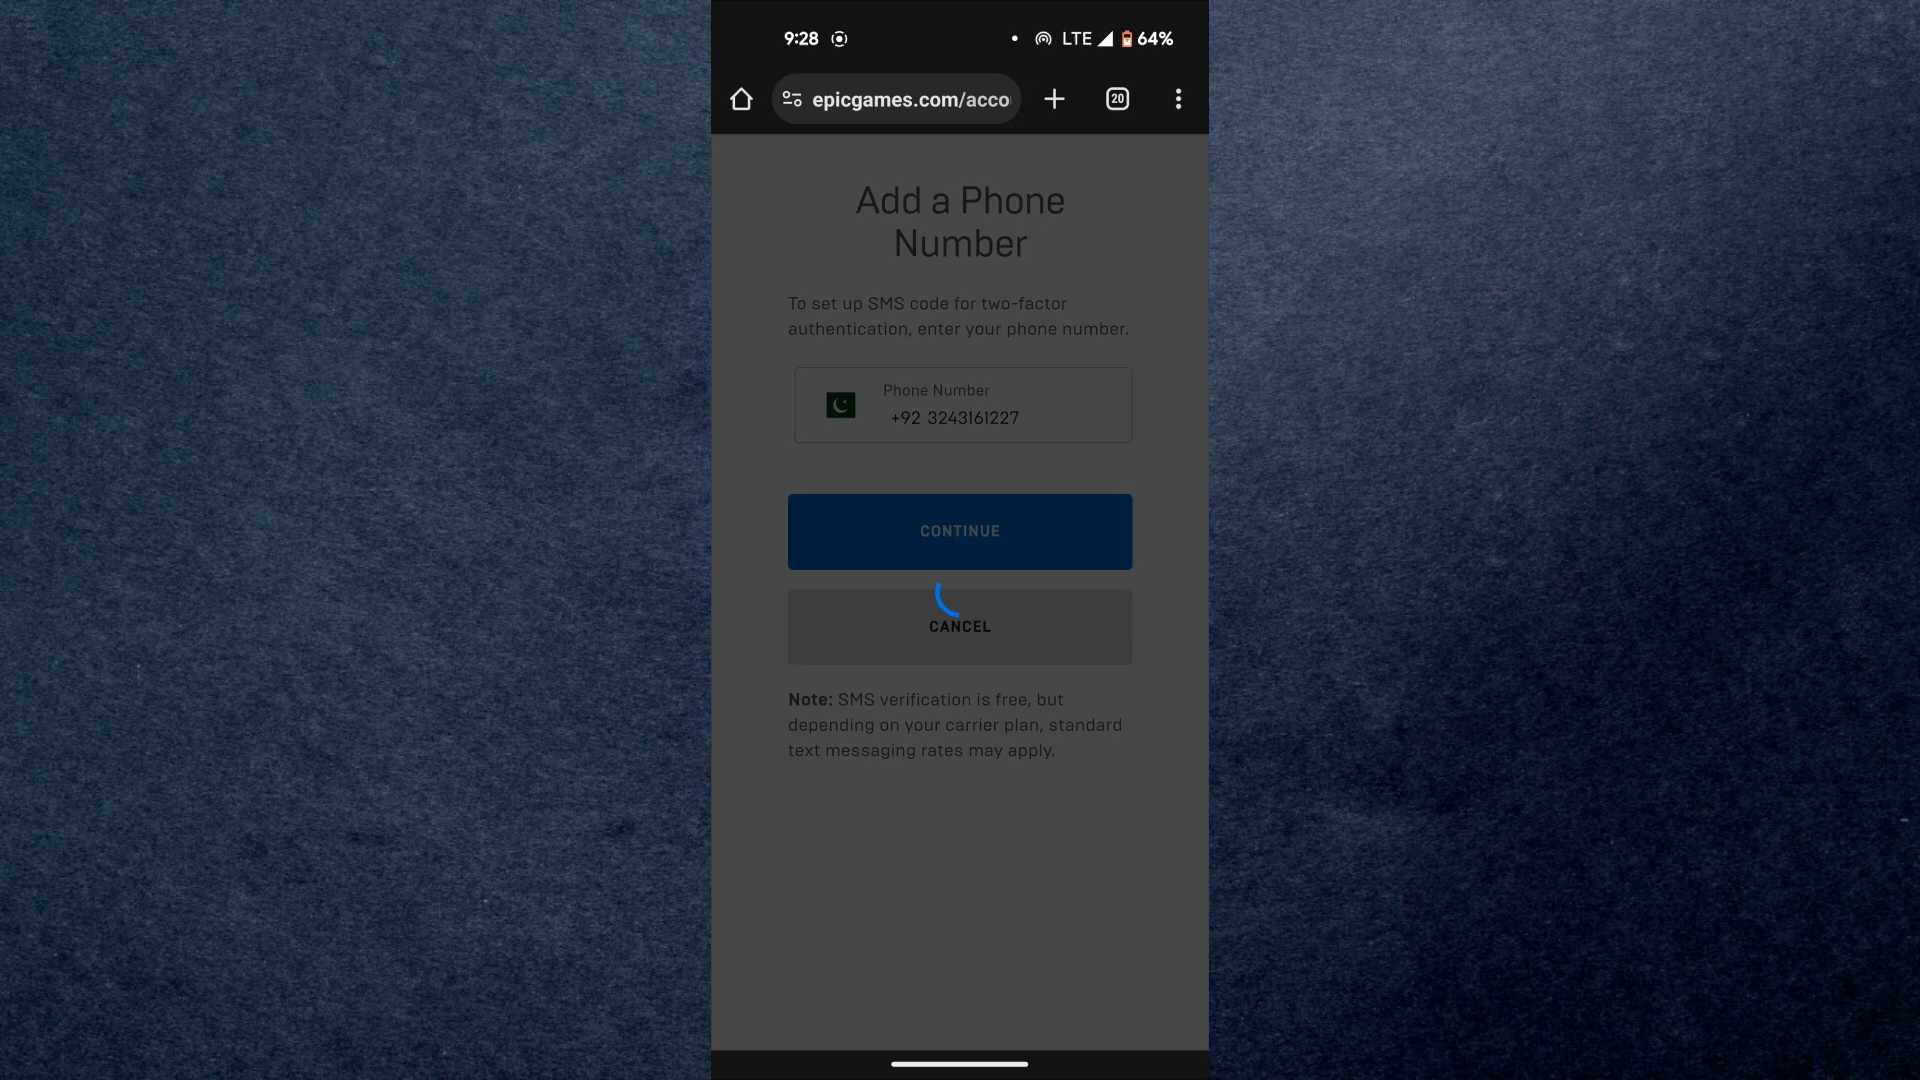 9:28 LTE 64%
epicgames.com/acco 20
Add a Phone
Number
To set up SMS code for two-factor
authentication, enter your phone number.
Phone Number
+92 3243161227
CONTINUE
CANCEL
Note: SMS verification is free, but
depending on your carrier plan, standard
text messaging rates may apply.